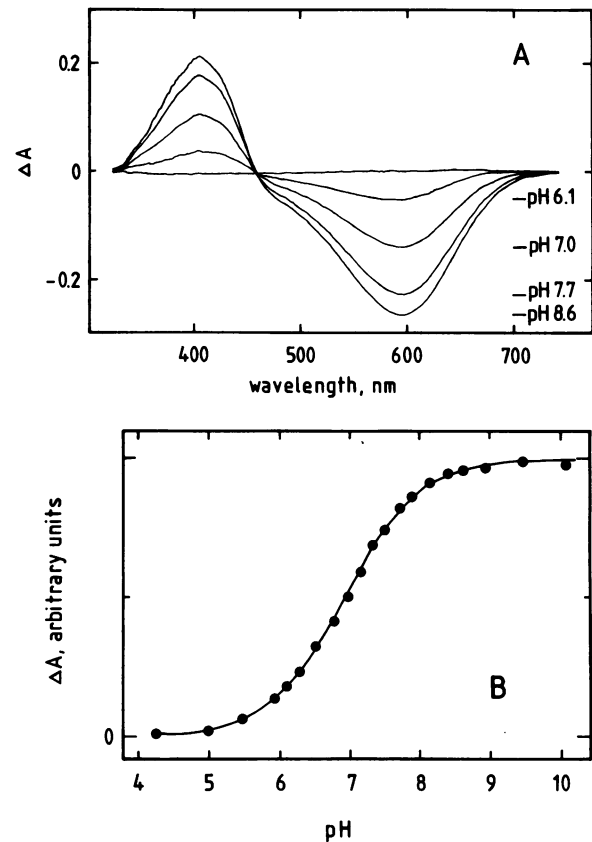 A
0.2
0
-0.2
ΔA
pH 6.1
pH 7.0
pH 7.7
pH 8.6
400 500 600 700
wavelength, nm
ΔA, arbitrary units
0
B
4 5 6 7 8 9 10
pH